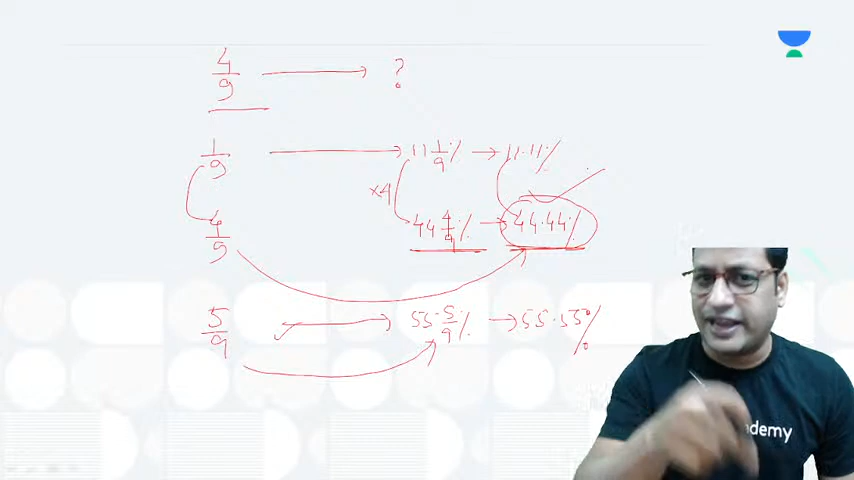 4/9 → ?
1/9 → 11 1/9 % → 11.11%
×4
4/9 44 4/9 % → 44.44%
5/9 → 55.5/9 % → 55.55%
ademy